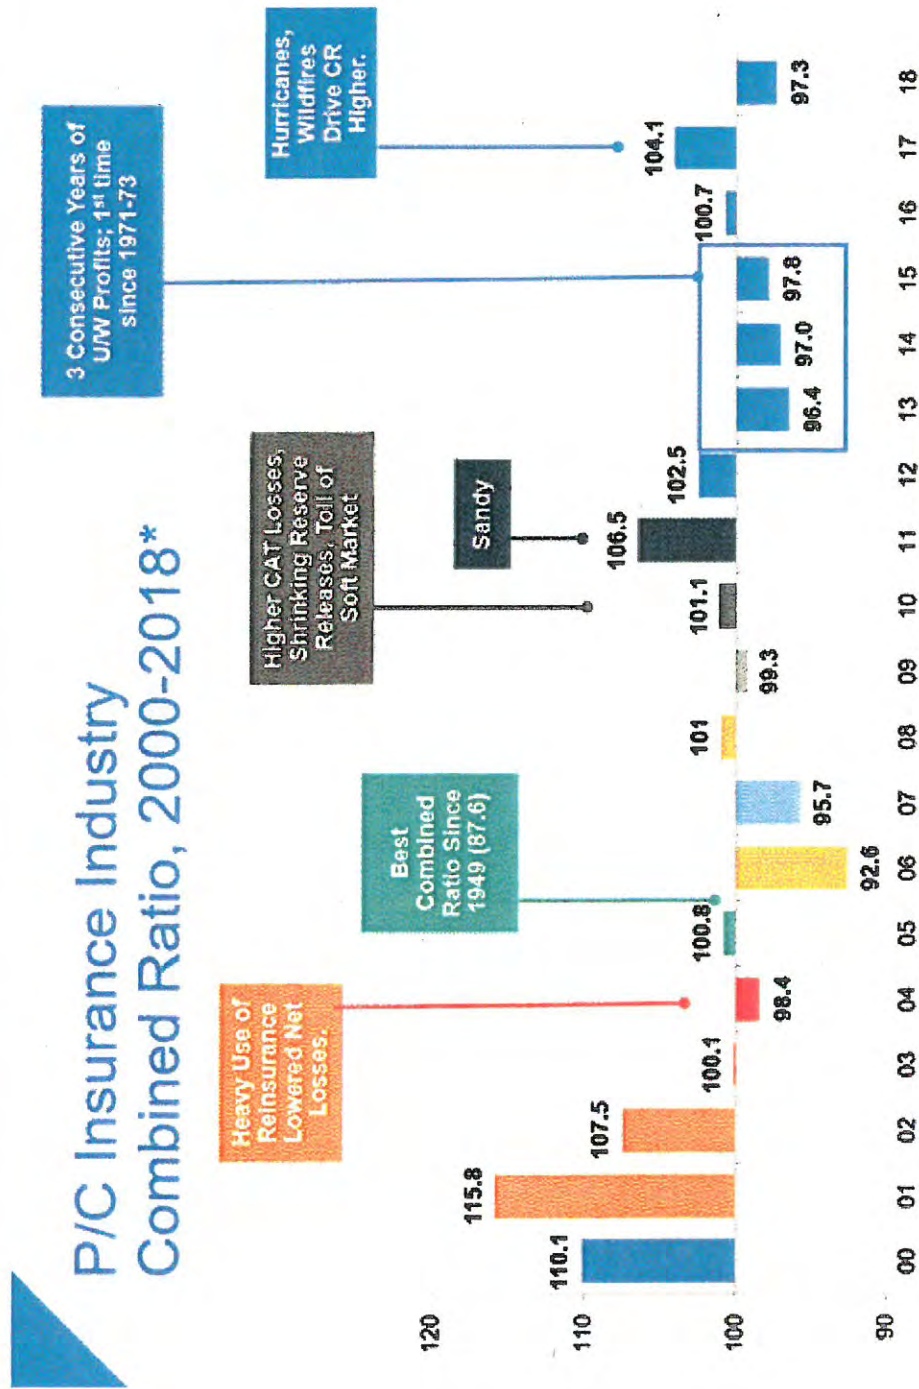 P/C Insurance Industry
Combined Ratio, 2000-2018*
Heavy Use of
Reinsurance
Lowered Net
Losses.
Best
Combined
Ratio Since
1949 (87.6)
Higher CAT Losses,
Shrinking Reserve
Releases, Toll of
Soft Market
Sandy
3 Consecutive Years of
U/W Profits; 1st time
since 1971-73
Hurricanes,
Wildfires
Drive CR
Higher.
120
110
100
90
110.1
115.8
107.5
100.1
98.4
100.8
92.6
95.7
101
99.3
101.1
106.5
102.5
96.4
97.0
97.8
100.7
104.1
97.3
00 01 02 03 04 05 06 07 08 09 10 11 12 13 14 15 16 17 18